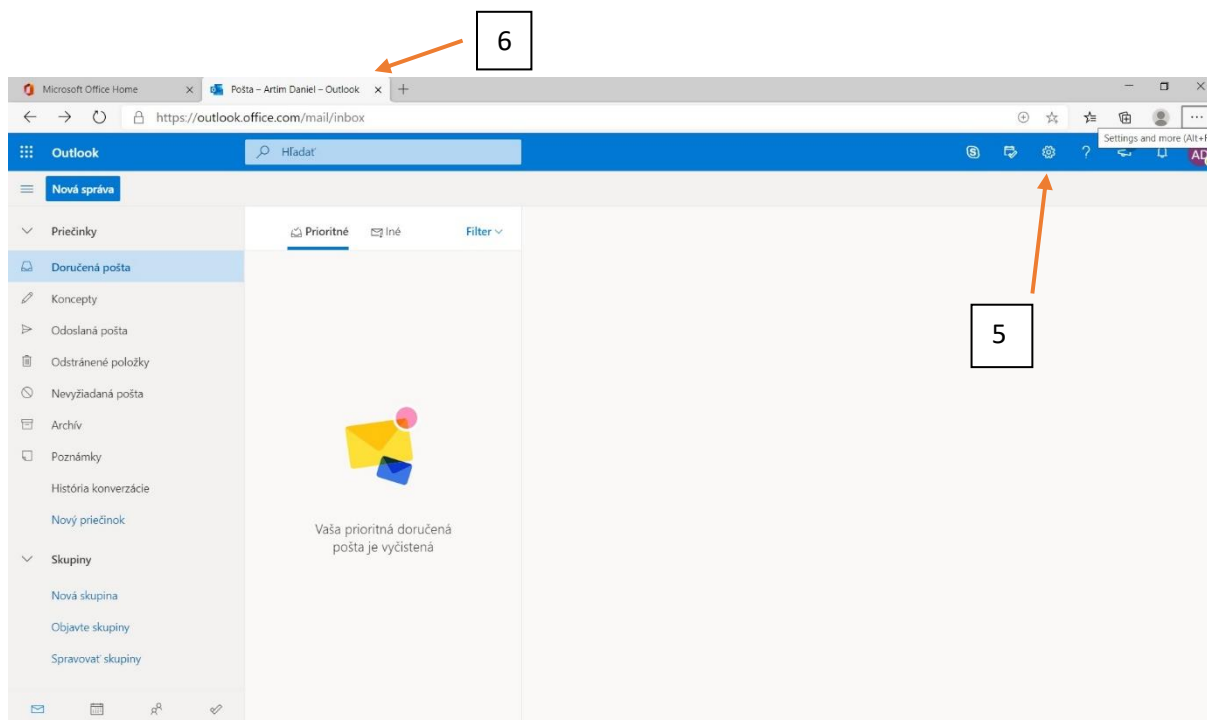 6
Microsoft Office Home
Pošta – Artim Daniel – Outlook
https://outlook.office.com/mail/inbox
Settings and more (Alt+F
Outlook
Hľadať
AD
Nová správa
Priečinky
Prioritné
Iné
Filter
Doručená pošta
Koncepty
Odoslaná pošta
5
Odstránené položky
Nevyžiadaná pošta
Archív
Poznámky
História konverzácie
Nový priečinok
Vaša prioritná doručená
pošta je vyčistená
Skupiny
Nová skupina
Objavte skupiny
Spravovať skupiny